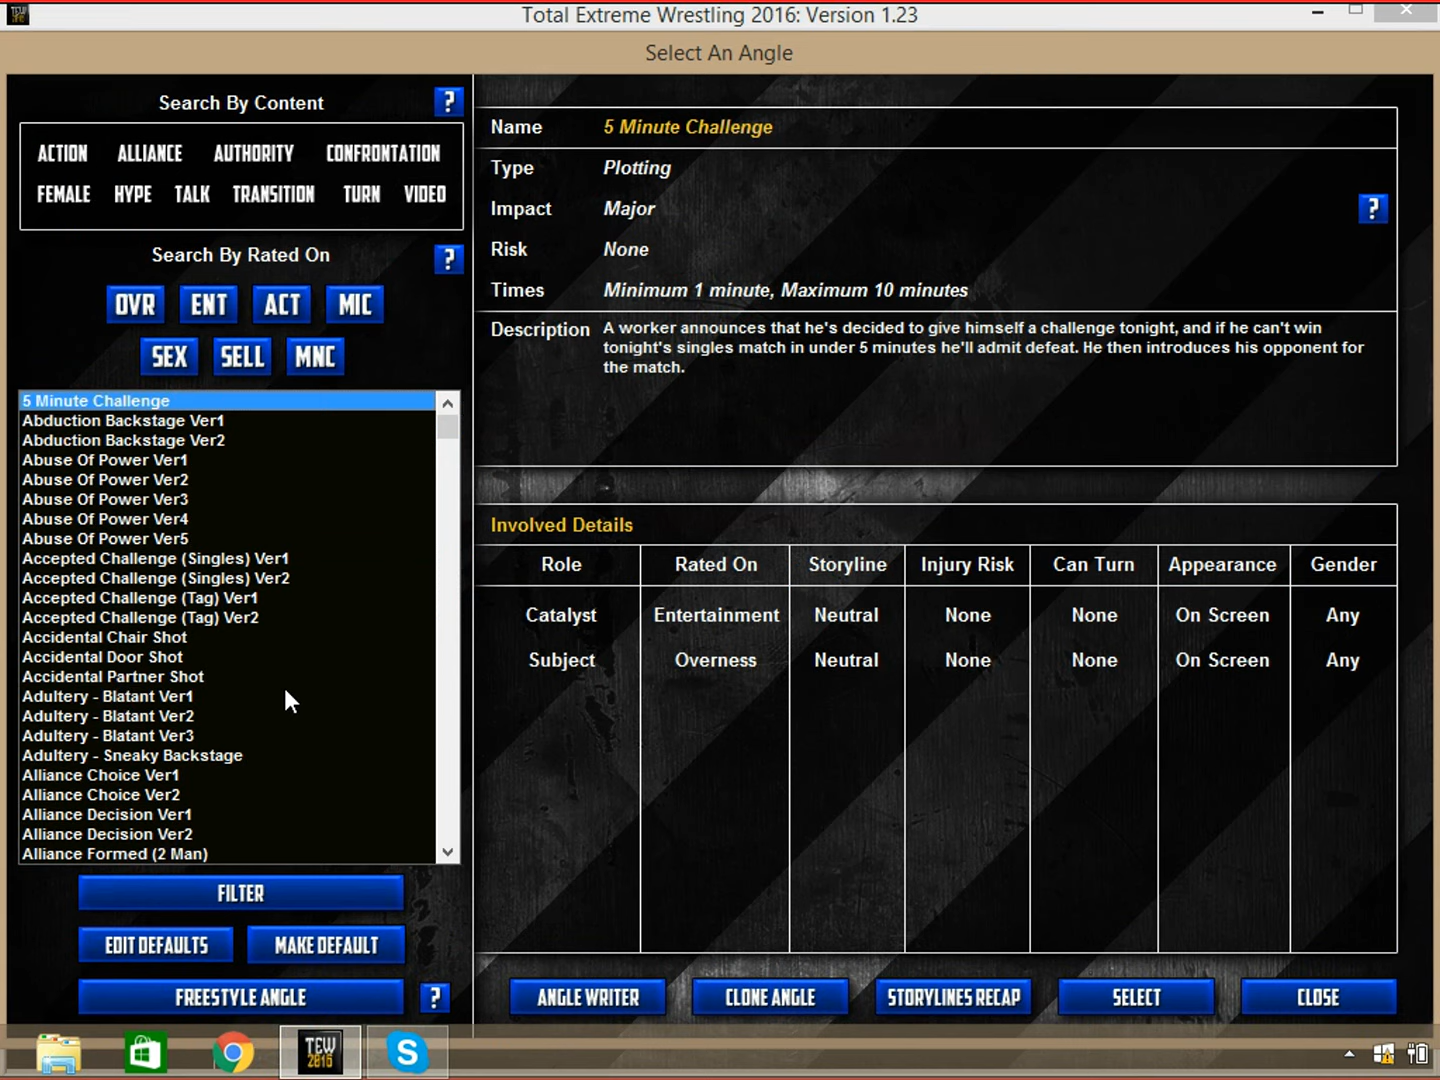 Total Extreme Wrestling 2016: Version 1.23
Select An Angle
Search By Content
?
ACTION ALLIANCE AUTHORITY CONFRONTATION
FEMALE HYPE TALK TRANSITION TURN VIDEO
Search By Rated On
?
OVR ENT ACT MIC
SEX SELL MNC
5 Minute Challenge
Abduction Backstage Ver1
Abduction Backstage Ver2
Abuse Of Power Ver1
Abuse Of Power Ver2
Abuse Of Power Ver3
Abuse Of Power Ver4
Abuse Of Power Ver5
Accepted Challenge (Singles) Ver1
Accepted Challenge (Singles) Ver2
Accepted Challenge (Tag) Ver1
Accepted Challenge (Tag) Ver2
Accidental Chair Shot
Accidental Door Shot
Accidental Partner Shot
Adultery - Blatant Ver1
Adultery - Blatant Ver2
Adultery - Blatant Ver3
Adultery - Sneaky Backstage
Alliance Choice Ver1
Alliance Choice Ver2
Alliance Decision Ver1
Alliance Decision Ver2
Alliance Formed (2 Man)
FILTER
EDIT DEFAULTS MAKE DEFAULT
FREESTYLE ANGLE ?
Name 5 Minute Challenge
Type Plotting
Impact Major ?
Risk None
Times Minimum 1 minute, Maximum 10 minutes
Description A worker announces that he's decided to give himself a challenge tonight, and if he can't win
tonight's singles match in under 5 minutes he'll admit defeat. He then introduces his opponent for
the match.
Involved Details
Role Rated On Storyline Injury Risk Can Turn Appearance Gender
Catalyst Entertainment Neutral None None On Screen Any
Subject Overness Neutral None None On Screen Any
ANGLE WRITER CLONE ANGLE STORYLINES RECAP SELECT CLOSE
TEW
2016
S